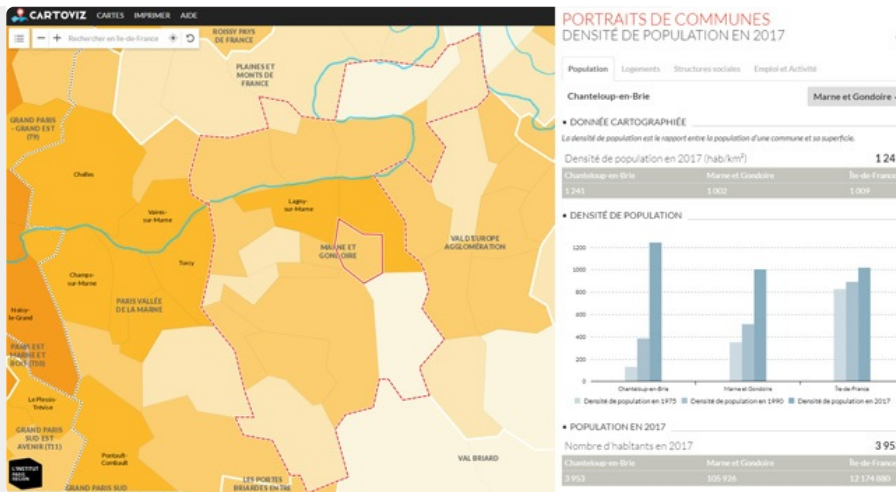 CARTOVIZ CARTES IMPRIMER AIDE
Rechercher en Île-de-France
ROISSY PAYS
DE FRANCE
PLAINES ET
MONTS DE
FRANCE
GRAND PARIS
- GRAND EST
(T9)
Chelles
Vaires-
sur-Marne
Lagny-
sur-Marne
MARNE ET
GONDOIRE
VAL D'EUROPE
AGGLOMÉRATION
Torcy
Champs-
sur-Marne
PARIS VALLÉE
DE LA MARNE
Noisy-
le-Grand
PARIS EST
MARNE ET
BOIS (T10)
Le Plessis-
Trévise
GRAND PARIS
SUD EST
AVENIR (T11)
Pontault-
Combault
L'INSTITUT
PARIS
REGION
GRAND PARIS SUD
LES PORTES
BRIARDES ENTRE
VAL BRIARD
PORTRAITS DE COMMUNES
DENSITÉ DE POPULATION EN 2017
Population Logements Structures sociales Emploi et Activité
Chanteloup-en-Brie Marne et Gondoire
• DONNÉE CARTOGRAPHIÉE
La densité de population est le rapport entre la population d'une commune et sa superficie.
Densité de population en 2017 (hab/km²) 1 24
Chanteloup-en-Brie Marne et Gondoire Île-de-France
1 241 1 002 1 009
• DENSITÉ DE POPULATION
1200
1000
800
600
400
200
0
Chanteloup-en-Brie Marne et Gondoire Île-de-France
Densité de population en 1975 Densité de population en 1990 Densité de population en 2017
• POPULATION EN 2017
Nombre d'habitants en 2017 3 95
Chanteloup-en-Brie Marne et Gondoire Île-de-France
3 953 105 926 12 174 880